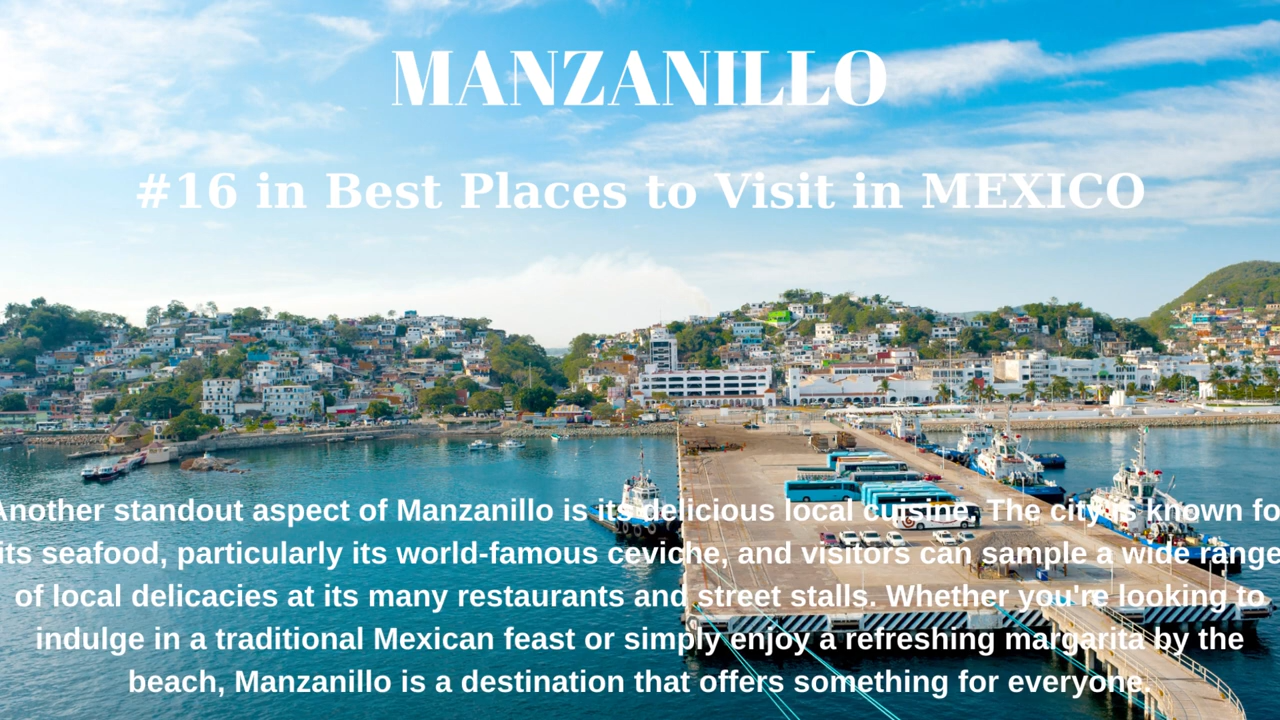 MANZANILLO
#16 in Best Places to Visit in MEXICO
Another standout aspect of Manzanillo is its delicious local cuisine. The city is known fo
its seafood, particularly its world-famous ceviche, and visitors can sample a wide range
of local delicacies at its many restaurants and street stalls. Whether you're looking to
indulge in a traditional Mexican feast or simply enjoy a refreshing margarita by the
beach, Manzanillo is a destination that offers something for everyone.